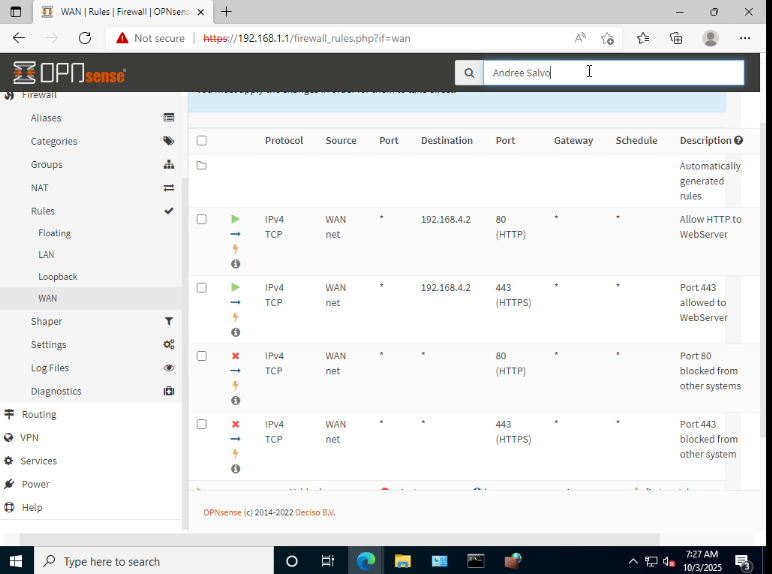 WAN | Rules | Firewall | OPNsens
Not secure
https://192.168.1.1/firewall_rules.php?if=wan
OPNsense
Andree Salvo
Firewall
Aliases
Categories
Groups
NAT
Rules
Floating
LAN
Loopback
WAN
Shaper
Settings
Log Files
Diagnostics
Routing
VPN
Services
Power
Help
Protocol Source Port Destination Port Gateway Schedule Description
Automatically
generated
rules
IPv4 WAN * 192.168.4.2 80 * * Allow HTTP to
TCP net (HTTP) WebServer
IPv4 WAN * 192.168.4.2 443 * * Port 443
TCP net (HTTPS) allowed to
WebServer
IPv4 WAN * * 80 * * Port 80
TCP net (HTTP) blocked from
other systems
IPv4 WAN * * 443 * * Port 443
TCP net (HTTPS) blocked from
other system
OPNsense (c) 2014-2022 Deciso B.V.
Type here to search
7:27 AM
10/3/2025
3